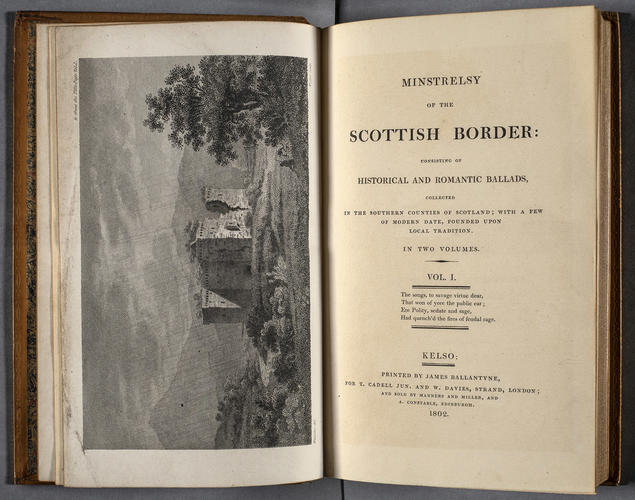 MINSTRELSY
OF THE
SCOTTISH BORDER:
CONSISTING OF
HISTORICAL AND ROMANTIC BALLADS,
COLLECTED
IN THE SOUTHERN COUNTIES OF SCOTLAND; WITH A FEW
OF MODERN DATE, FOUNDED UPON
LOCAL TRADITION.
IN TWO VOLUMES.
VOL. I.
The songs, to savage virtue dear,
That won of yore the public ear;
Ere Polity, sedate and sage,
Had quench'd the fires of feudal rage.
KELSO:
PRINTED BY JAMES BALLANTYNE,
FOR T. CADELL JUN. AND W. DAVIES, STRAND, LONDON;
AND SOLD BY MANNERS AND MILLER, AND
A. CONSTABLE, EDINBURGH.
1802.